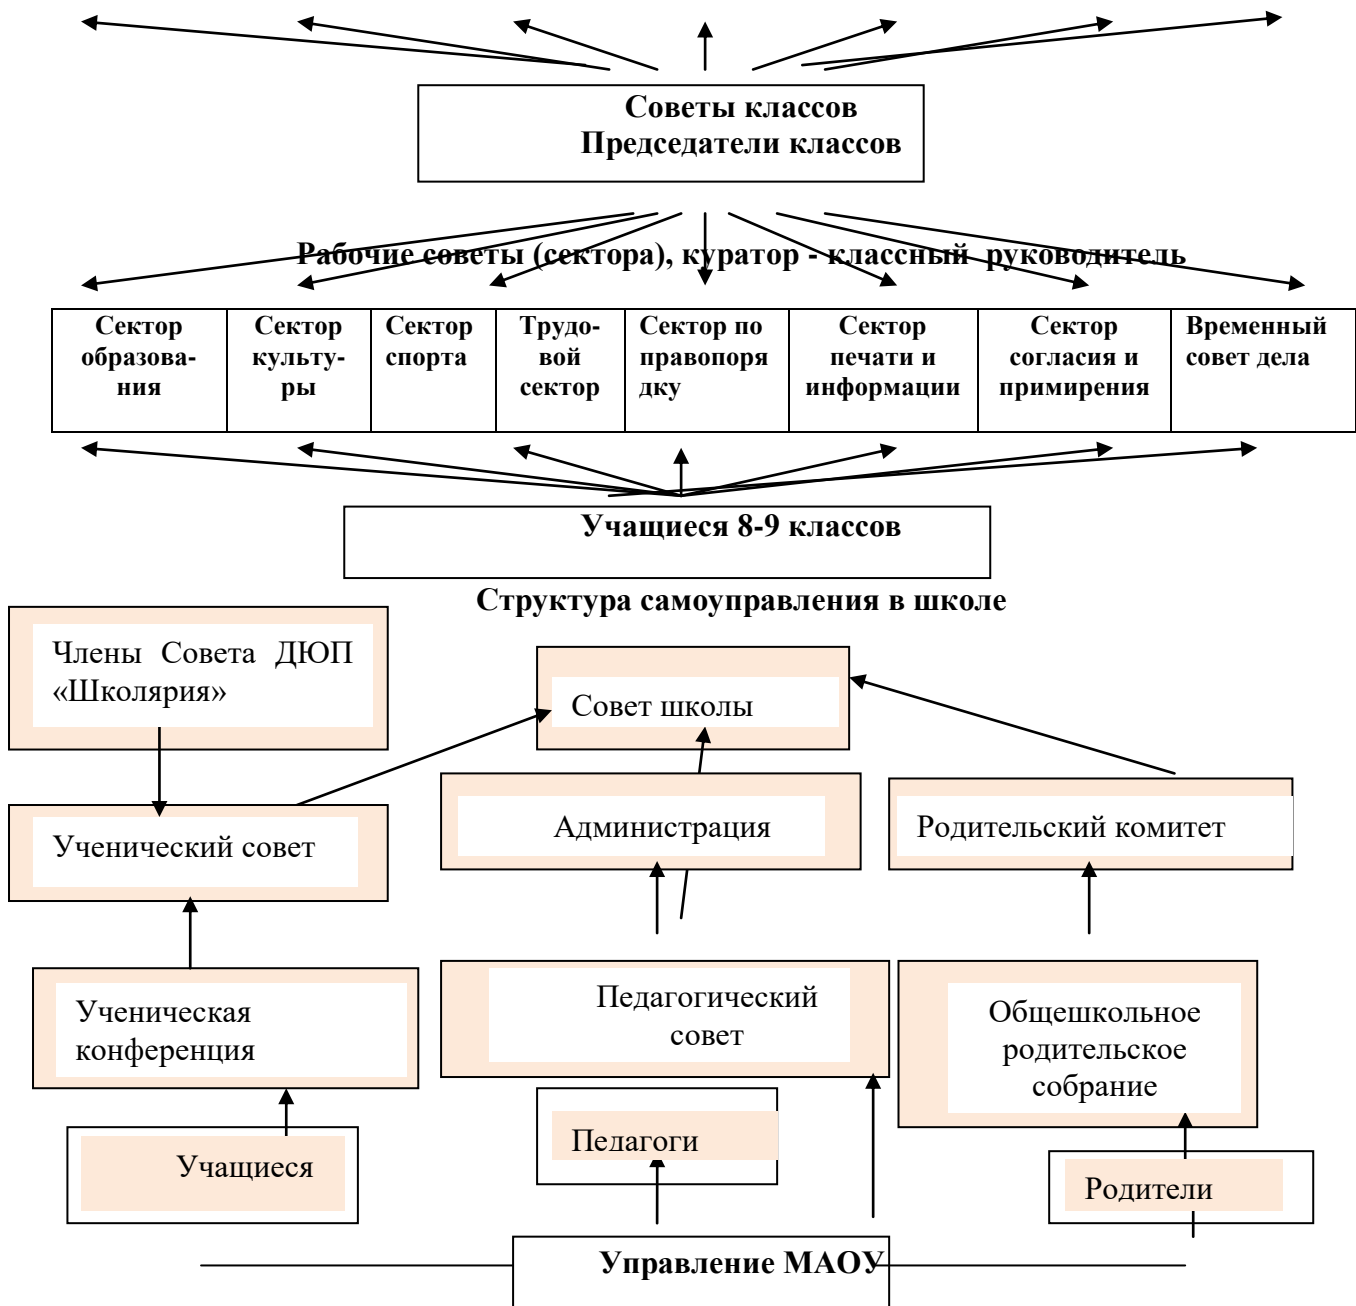 Советы классов
Председатели классов
Рабочие советы (сектора), куратор - классный руководитель
Сектор
образова-
ния
Сектор
культу-
ры
Сектор
спорта
Трудо-
вой
сектор
Сектор по
правопоря
дку
Сектор
печати и
информации
Сектор
согласия и
примирения
Временный
совет дела
Учащиеся 8-9 классов
Структура самоуправления в школе
Члены Совета ДЮП
«Школярия»
Совет школы
Ученический совет
Администрация
Родительский комитет
Ученическая
конференция
Педагогический
совет
Общешкольное
родительское
собрание
Учащиеся
Педагоги
Родители
Управление МАОУ